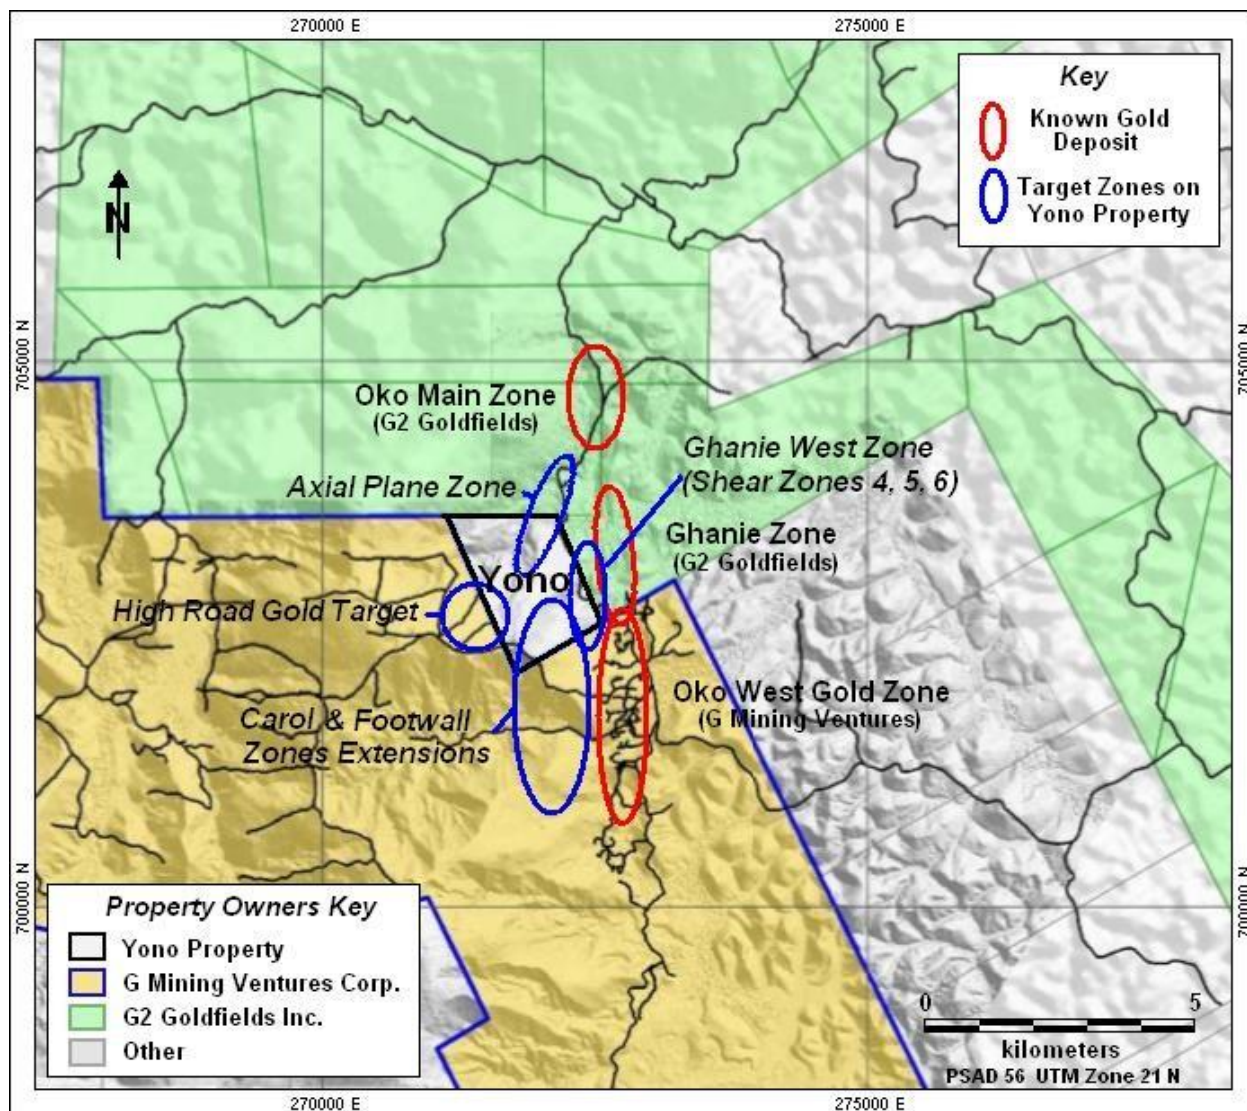 270000 E
275000 E
Key
Known Gold
Deposit
Target Zones on
Yono Property
N
705000 N
705000 N
Oko Main Zone
(G2 Goldfields)
Ghanie West Zone
(Shear Zones 4, 5, 6)
Axial Plane Zone
Ghanie Zone
(G2 Goldfields)
Yono
High Road Gold Target
Oko West Gold Zone
(G Mining Ventures)
Carol & Footwall
Zones Extensions
700000 N
700000 N
Property Owners Key
Yono Property
G Mining Ventures Corp.
G2 Goldfields Inc.
Other
0
5
kilometers
PSAD 56 UTM Zone 21 N
270000 E
275000 E